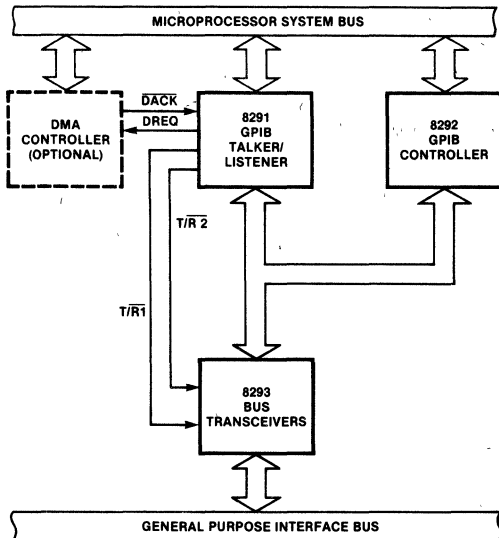 MICROPROCESSOR SYSTEM BUS
DMA
CONTROLLER
(OPTIONAL)
DACK
DREQ
8291
GPIB
TALKER/
LISTENER
8292
GPIB
CONTROLLER
T/R 2
T/R1
8293
BUS
TRANSCEIVERS
GENERAL PURPOSE INTERFACE BUS